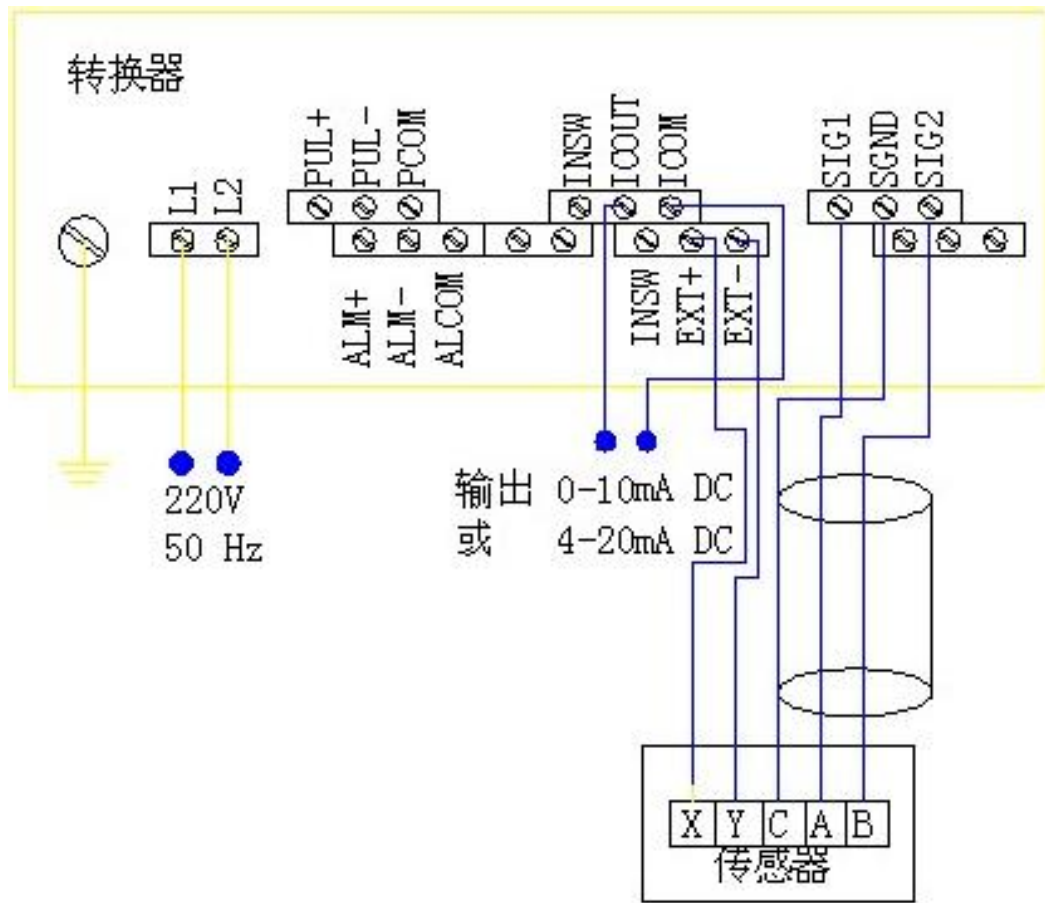 转换器
L1
L2
PUL+
PUL-
PCOM
INSW
ICOUT
ICOM
SIG1
SGND
SIG2
ALM+
ALM-
ALCOM
INSW
EXT+
EXT-
220V
50 Hz
输出 0-10mA DC
或 4-20mA DC
X Y C A B
传感器